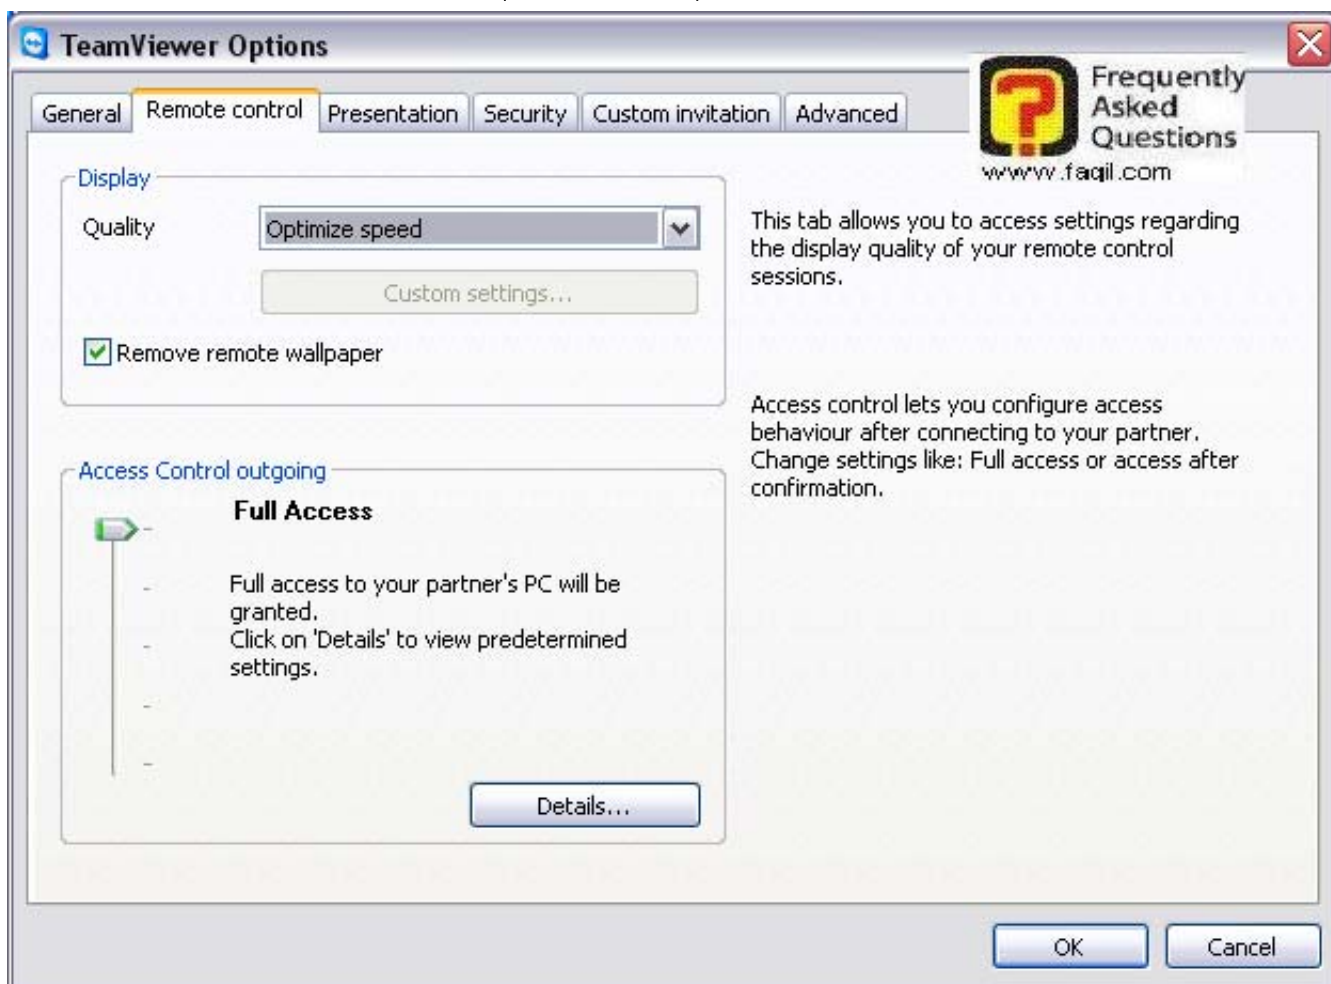 TeamViewer Options
Frequently
Asked
Questions
www.faqil.com
General Remote control Presentation Security Custom invitation Advanced
Display
Quality Optimize speed
Custom settings...
Remove remote wallpaper
This tab allows you to access settings regarding
the display quality of your remote control
sessions.
Access control lets you configure access
behaviour after connecting to your partner.
Change settings like: Full access or access after
confirmation.
Access Control outgoing
Full Access
Full access to your partner's PC will be
granted.
Click on 'Details' to view predetermined
settings.
Details...
OK Cancel